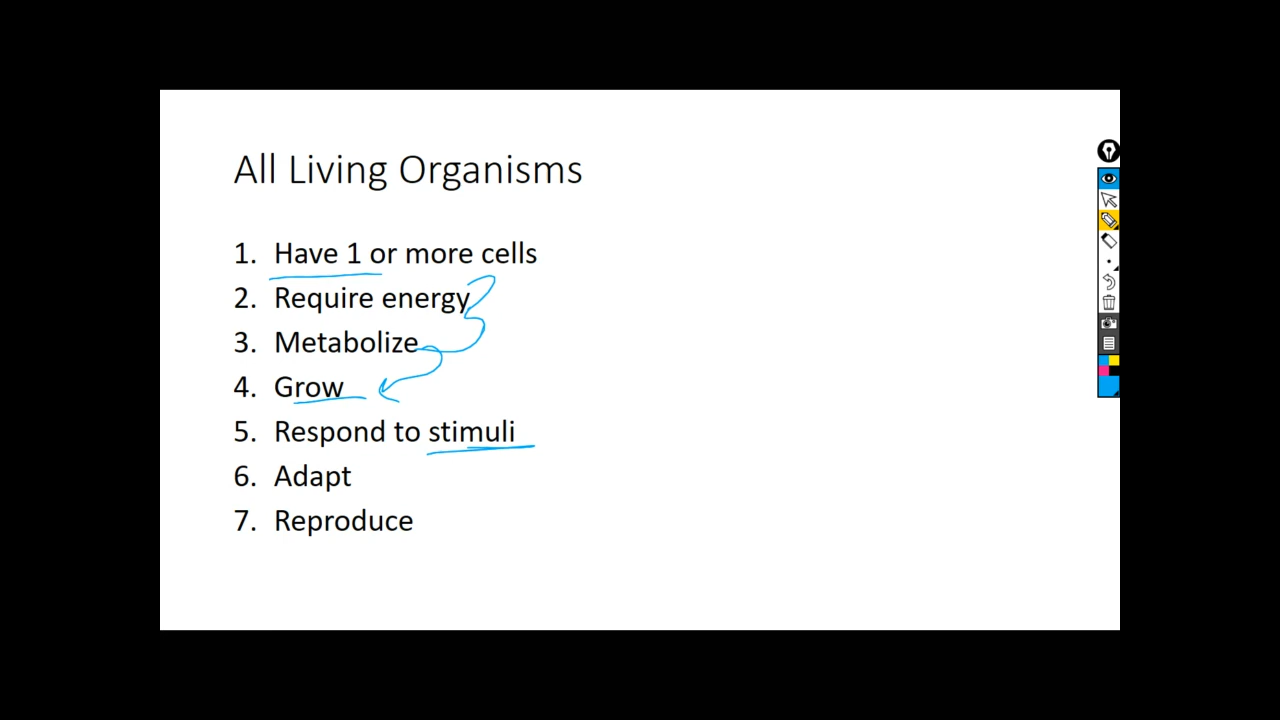 All Living Organisms
1. Have 1 or more cells
2. Require energy
3. Metabolize
4. Grow
5. Respond to stimuli
6. Adapt
7. Reproduce